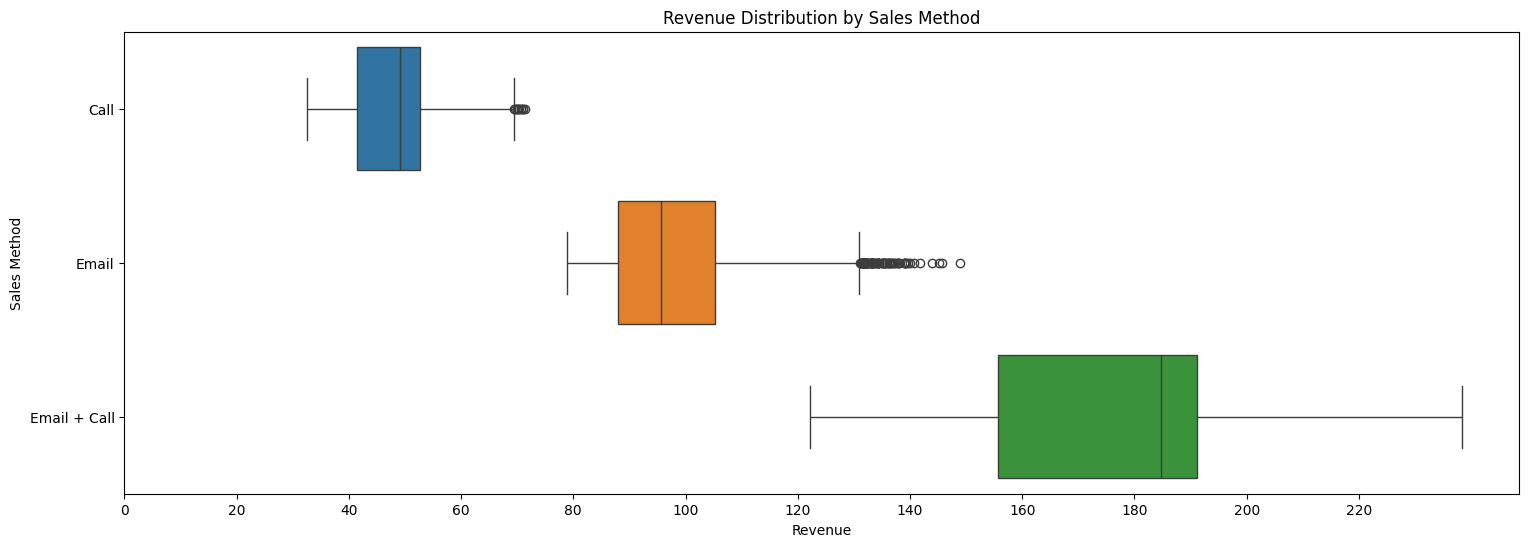 Revenue Distribution by Sales Method
Sales Method
Call
Email
Email + Call
0 20 40 60 80 100 120 140 160 180 200 220
Revenue